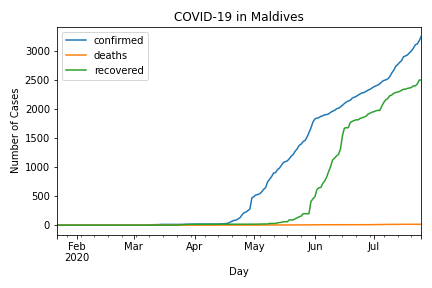 COVID-19 in Maldives
confirmed
deaths
recovered
Number of Cases
3000
2500
2000
1500
1000
500
0
Feb
2020
Mar
Apr
May
Jun
Jul
Day